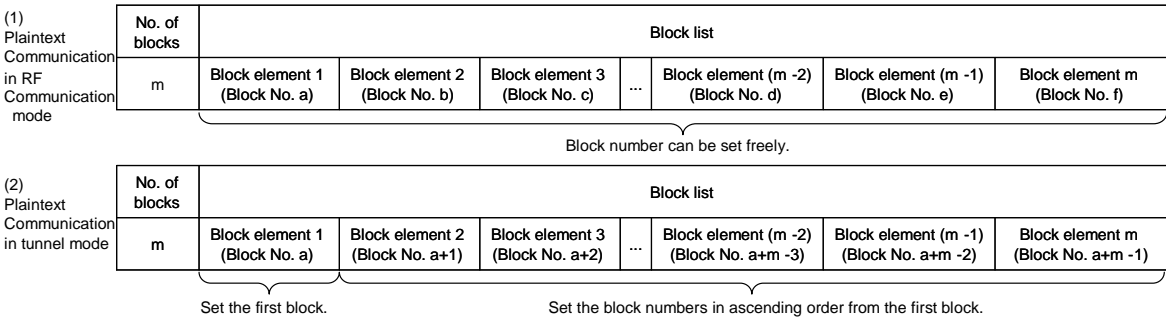 (1)
Plaintext
Communication
in RF
Communication
mode
No. of
blocks
Block list
m
Block element 1
(Block No. a)
Block element 2
(Block No. b)
Block element 3
(Block No. c)
...
Block element (m -2)
(Block No. d)
Block element (m -1)
(Block No. e)
Block element m
(Block No. f)
Block number can be set freely.
(2)
Plaintext
Communication
in tunnel mode
No. of
blocks
Block list
m
Block element 1
(Block No. a)
Block element 2
(Block No. a+1)
Block element 3
(Block No. a+2)
...
Block element (m -2)
(Block No. a+m -3)
Block element (m -1)
(Block No. a+m -2)
Block element m
(Block No. a+m -1)
Set the first block.
Set the block numbers in ascending order from the first block.